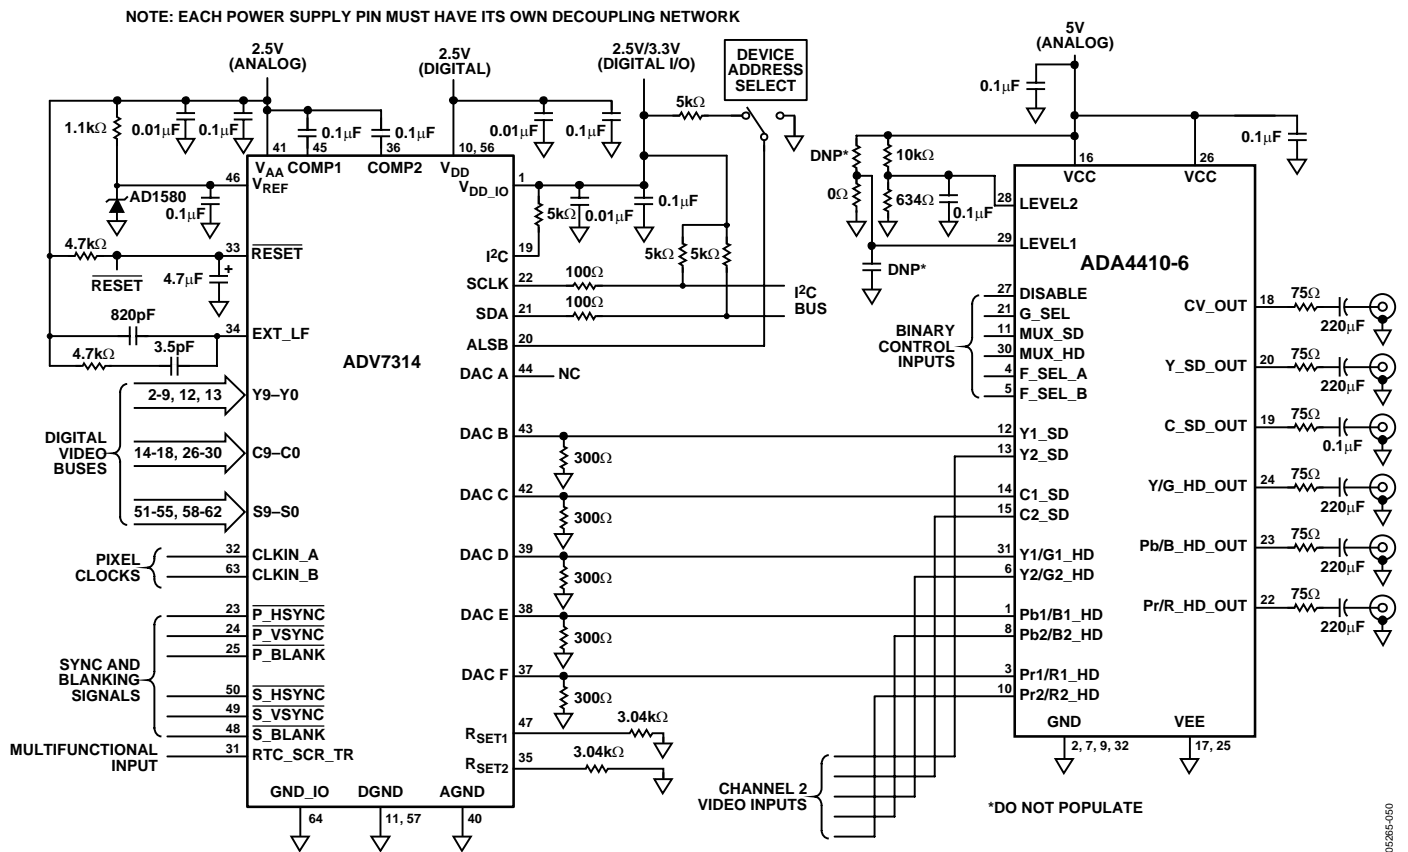 NOTE: EACH POWER SUPPLY PIN MUST HAVE ITS OWN DECOUPLING NETWORK
2.5V
(ANALOG)
2.5V
(DIGITAL)
2.5V/3.3V
(DIGITAL I/O)
DEVICE
ADDRESS
SELECT
5V
(ANALOG)
1.1kΩ
0.01μF
0.1μF
0.1μF
0.1μF
0.01μF
0.1μF
5kΩ
0.1μF
0.1μF
41
45
36
10, 56
VAA
COMP1
COMP2
VDD
46
VREF
AD1580
0.1μF
1
VDD_IO
5kΩ
0.01μF
0.1μF
4.7kΩ
33
RESET
RESET
4.7μF
+
19
I2C
5kΩ
5kΩ
820pF
34
EXT_LF
4.7kΩ
3.5pF
ADV7314
SCLK
22
100Ω
SDA
21
100Ω
I2C
BUS
ALSB
20
DAC A
44
NC
DIGITAL
VIDEO
BUSES
2-9, 12, 13
Y9–Y0
14-18, 26-30
C9–C0
51-55, 58-62
S9–S0
DAC B
43
300Ω
DAC C
42
300Ω
DAC D
39
300Ω
DAC E
38
300Ω
DAC F
37
300Ω
PIXEL
CLOCKS
32
CLKIN_A
63
CLKIN_B
SYNC AND
BLANKING
SIGNALS
23
P_HSYNC
24
P_VSYNC
25
P_BLANK
50
S_HSYNC
49
S_VSYNC
48
S_BLANK
MULTIFUNCTIONAL
INPUT
31
RTC_SCR_TR
RSET1
47
3.04kΩ
RSET2
35
3.04kΩ
GND_IO
DGND
AGND
64
11, 57
40
DNP*
10kΩ
0Ω
634Ω
0.1μF
DNP*
16
VCC
26
VCC
28
LEVEL2
29
LEVEL1
ADA4410-6
BINARY
CONTROL
INPUTS
27
DISABLE
21
G_SEL
11
MUX_SD
30
MUX_HD
4
F_SEL_A
5
F_SEL_B
12
Y1_SD
13
Y2_SD
14
C1_SD
15
C2_SD
31
Y1/G1_HD
6
Y2/G2_HD
1
Pb1/B1_HD
8
Pb2/B2_HD
3
Pr1/R1_HD
10
Pr2/R2_HD
GND
VEE
2, 7, 9, 32
17, 25
CV_OUT
18
75Ω
220μF
Y_SD_OUT
20
75Ω
220μF
C_SD_OUT
19
75Ω
0.1μF
Y/G_HD_OUT
24
75Ω
220μF
Pb/B_HD_OUT
23
75Ω
220μF
Pr/R_HD_OUT
22
75Ω
220μF
CHANNEL 2
VIDEO INPUTS
*DO NOT POPULATE
05265-050